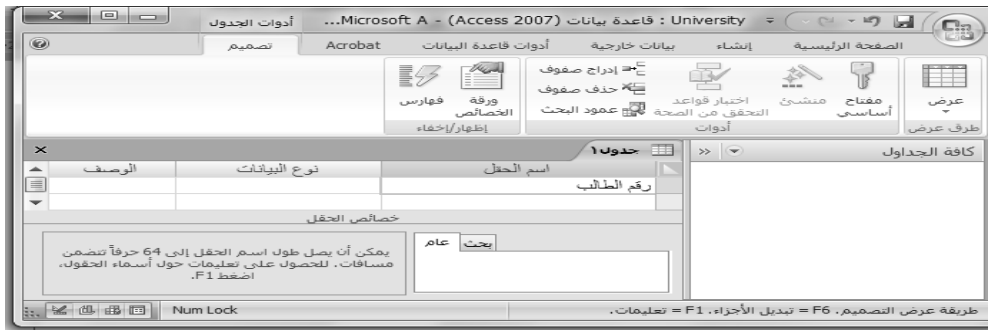 أدوات الجدول University : قاعدة بيانات (Access 2007) - Microsoft A...
الصفحة الرئيسية إنشاء بيانات خارجية أدوات قاعدة البيانات Acrobat تصميم
عرض
مفتاح أساسي
منشئ
اختبار قواعد التحقق من الصحة
إدراج صفوف
حذف صفوف
عمود البحث
ورقة الخصائص
فهارس
طرق عرض أدوات إظهار/إخفاء
كافة الجداول
جدول١
اسم الحقل نوع البيانات الوصف
رقم الطالب
خصائص الحقل
عام بحث
يمكن أن يصل طول اسم الحقل إلى 64 حرفاً تتضمن
مسافات. للحصول على تعليمات حول أسماء الحقول،
اضغط F1.
طريقة عرض التصميم. F6 = تبديل الأجزاء. F1 = تعليمات. Num Lock